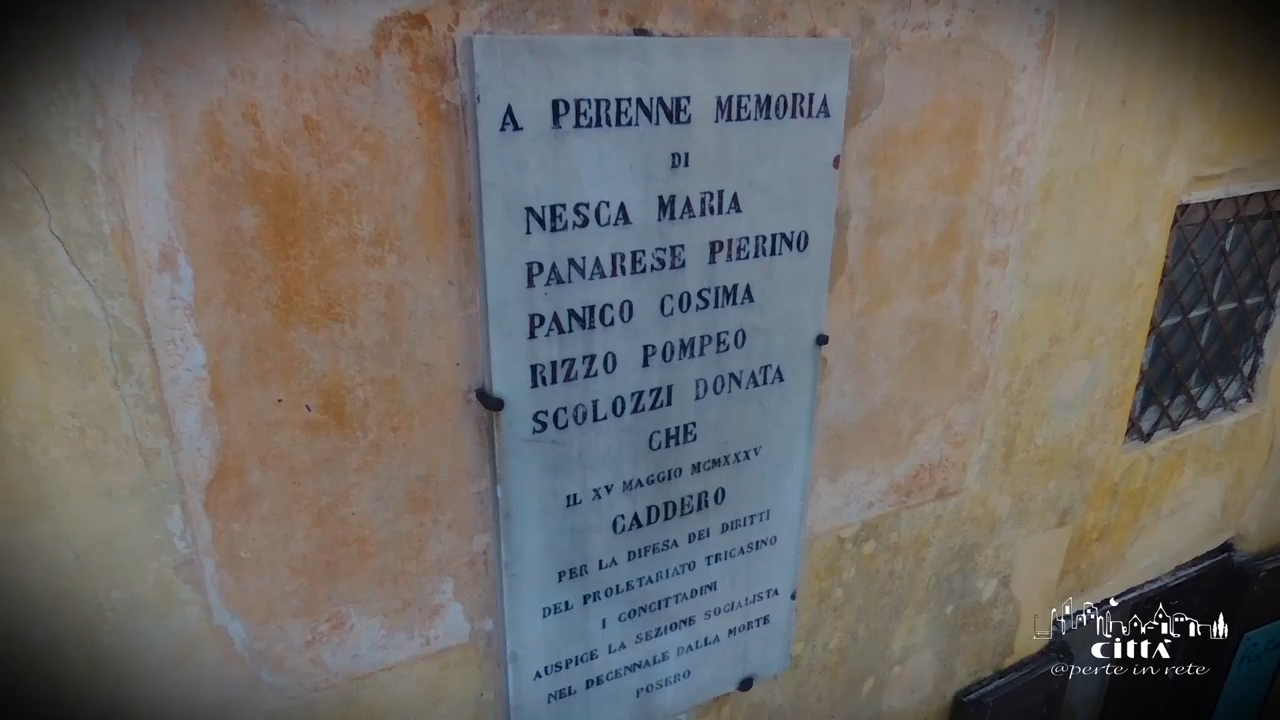 A PERENNE MEMORIA
DI
NESCA MARIA
PANARESE PIERINO
PANICO COSIMA
RIZZO POMPEO
SCOLOZZI DONATA
CHE
IL XV MAGGIO MCMXXXV
CADDERO
PER LA DIFESA DEI DIRITTI
DEL PROLETARIATO TRICASINO
I CONCITTADINI
AUSPICE LA SEZIONE SOCIALISTA
NEL DECENNALE DALLA MORTE
POSERO
CITTÀ
@perte in rete